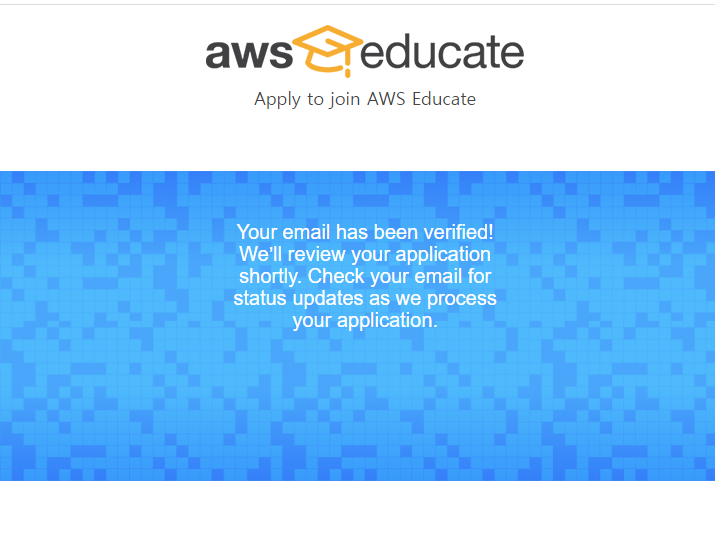 aws educate
Apply to join AWS Educate
Your email has been verified!
We'll review your application
shortly. Check your email for
status updates as we process
your application.